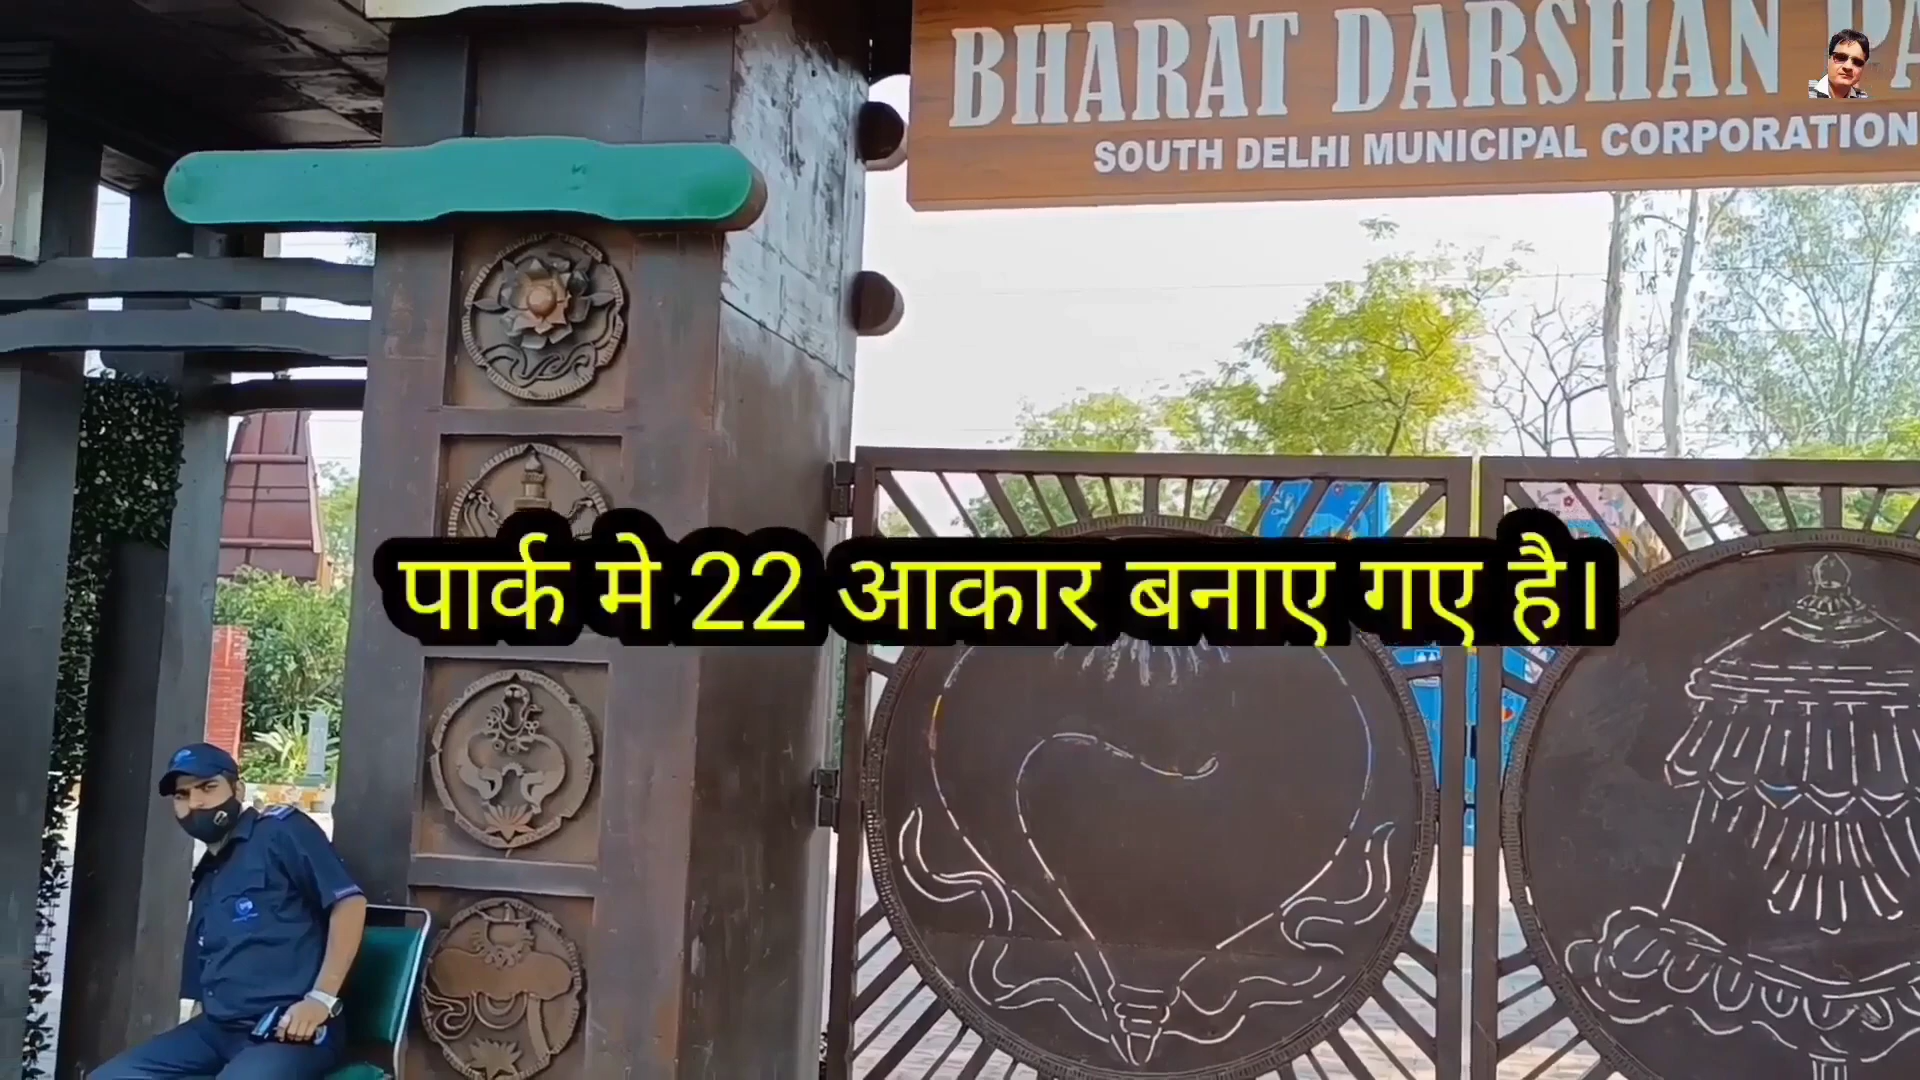 BHARAT DARSHAN PA
SOUTH DELHI MUNICIPAL CORPORATION
पार्क मे 22 आकार बनाए गए है।